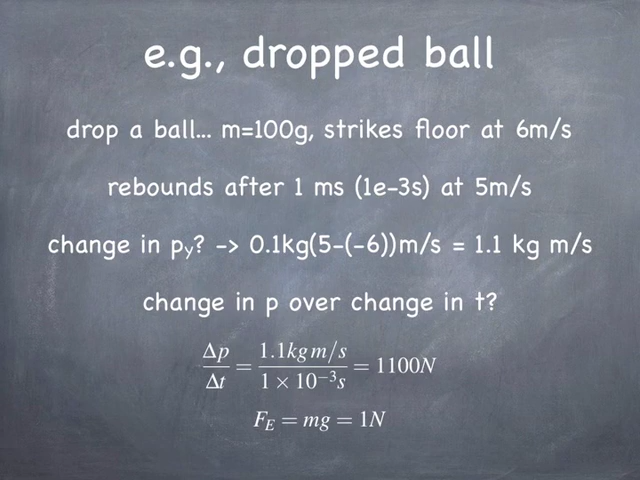 e.g., dropped ball
drop a ball... m=100g, strikes floor at 6m/s
rebounds after 1 ms (1e-3s) at 5m/s
change in pᵧ? -> 0.1kg(5-(-6))m/s = 1.1 kg m/s
change in p over change in t?
Δp/Δt = 1.1kg m/s / 1 × 10⁻³s = 1100N
F_E = mg = 1N